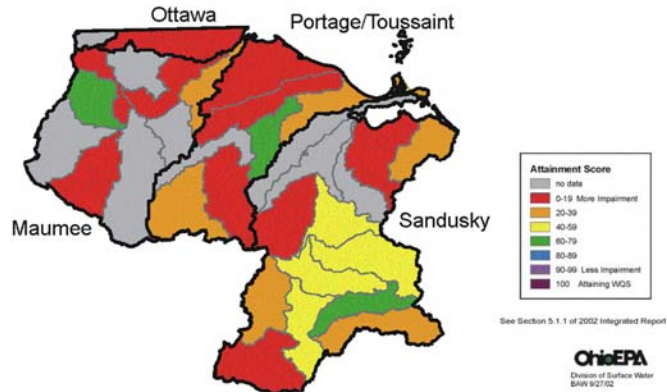 Ottawa
Portage/Toussaint
Maumee
Sandusky
Attainment Score
no data
0-19 More Impairment
20-39
40-59
60-79
80-89
90-99 Less Impairment
100 Attaining WQS
See Section 5.1.1 of 2002 Integrated Report
OhioEPA
Division of Surface Water
BAW 9/27/02